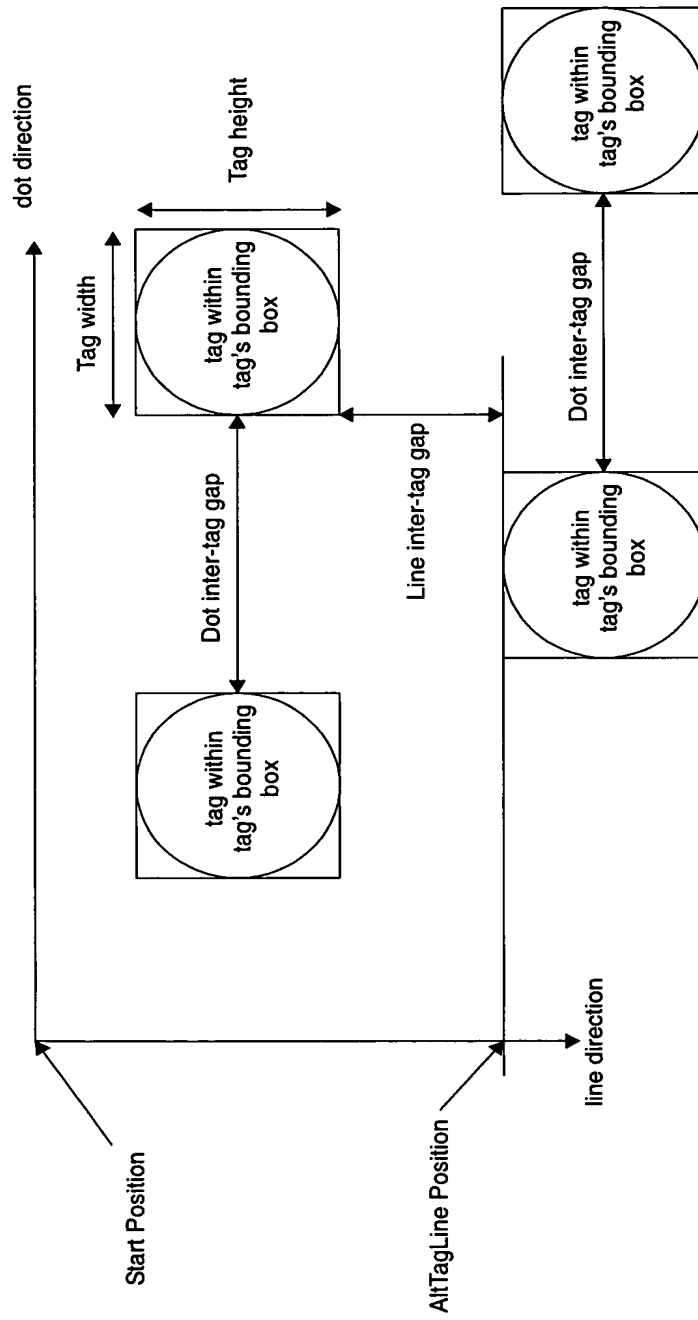 dot direction
Tag width
Tag height
tag within
tag's bounding
box
Dot inter-tag gap
tag within
tag's bounding
box
Line inter-tag gap
Start Position
AltTagLine Position
line direction
tag within
tag's bounding
box
Dot inter-tag gap
tag within
tag's bounding
box